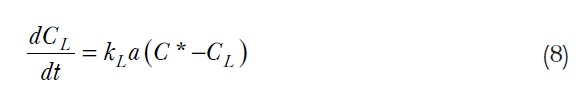 dC_L/dt = k_L a(C*−C_L) (8)